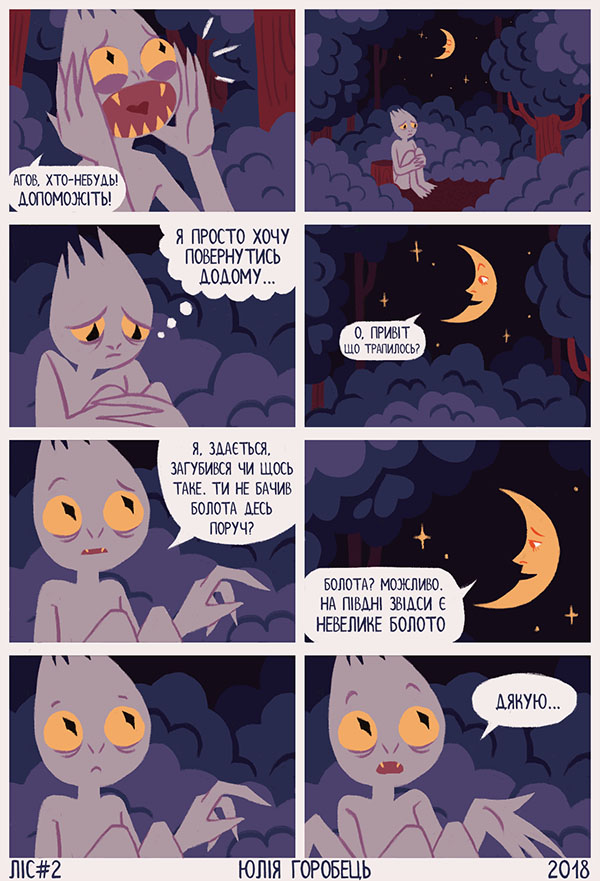 АГОВ, ХТО-НЕБУДЬ!
ДОПОМОЖІТЬ!
Я ПРОСТО ХОЧУ
ПОВЕРНУТИСЬ
ДОДОМУ...
О, ПРИВІТ
ЩО ТРАПИЛОСЬ?
Я, ЗДАЄТЬСЯ,
ЗАГУБИВСЯ ЧИ ЩОСЬ
ТАКЕ. ТИ НЕ БАЧИВ
БОЛОТА ДЕСЬ
ПОРУЧ?
БОЛОТА? МОЖЛИВО.
НА ПІВДНІ ЗВІДСИ Є
НЕВЕЛИКЕ БОЛОТО
ДЯКУЮ...
ЛІС#2
ЮЛІЯ ГОРОБЕЦЬ
2018